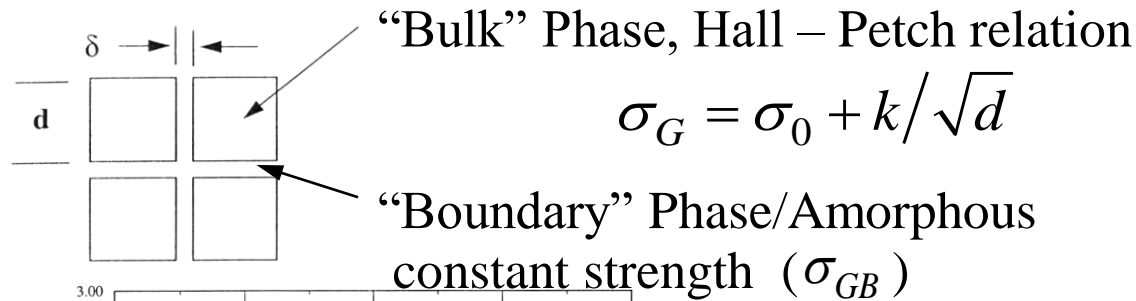 “Bulk” Phase, Hall – Petch relation
δ
d
σ_G = σ_0 + k/√d
“Boundary” Phase/Amorphous
constant strength (σ_GB)
3.00